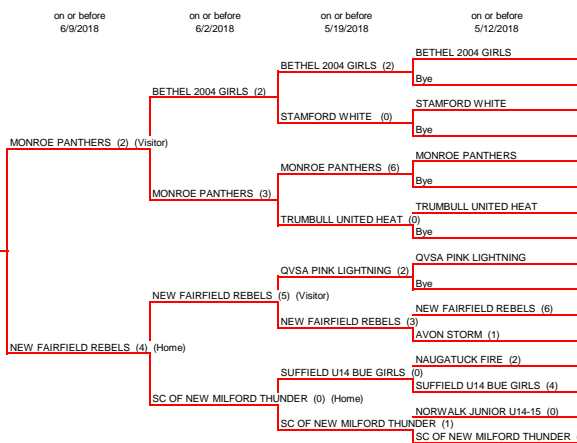 on or before
6/9/2018
on or before
6/2/2018
on or before
5/19/2018
on or before
5/12/2018
BETHEL 2004 GIRLS
BETHEL 2004 GIRLS (2)
Bye
BETHEL 2004 GIRLS (2)
STAMFORD WHITE
STAMFORD WHITE (0)
Bye
MONROE PANTHERS (2) (Visitor)
MONROE PANTHERS
MONROE PANTHERS (6)
Bye
MONROE PANTHERS (3)
TRUMBULL UNITED HEAT
TRUMBULL UNITED HEAT (0)
Bye
QVSA PINK LIGHTNING
QVSA PINK LIGHTNING (2)
Bye
NEW FAIRFIELD REBELS (5) (Visitor)
NEW FAIRFIELD REBELS (6)
NEW FAIRFIELD REBELS (3)
AVON STORM (1)
NEW FAIRFIELD REBELS (4) (Home)
NAUGATUCK FIRE (2)
SUFFIELD U14 BUE GIRLS (0)
SUFFIELD U14 BUE GIRLS (4)
SC OF NEW MILFORD THUNDER (0) (Home)
NORWALK JUNIOR U14-15 (0)
SC OF NEW MILFORD THUNDER (1)
SC OF NEW MILFORD THUNDER